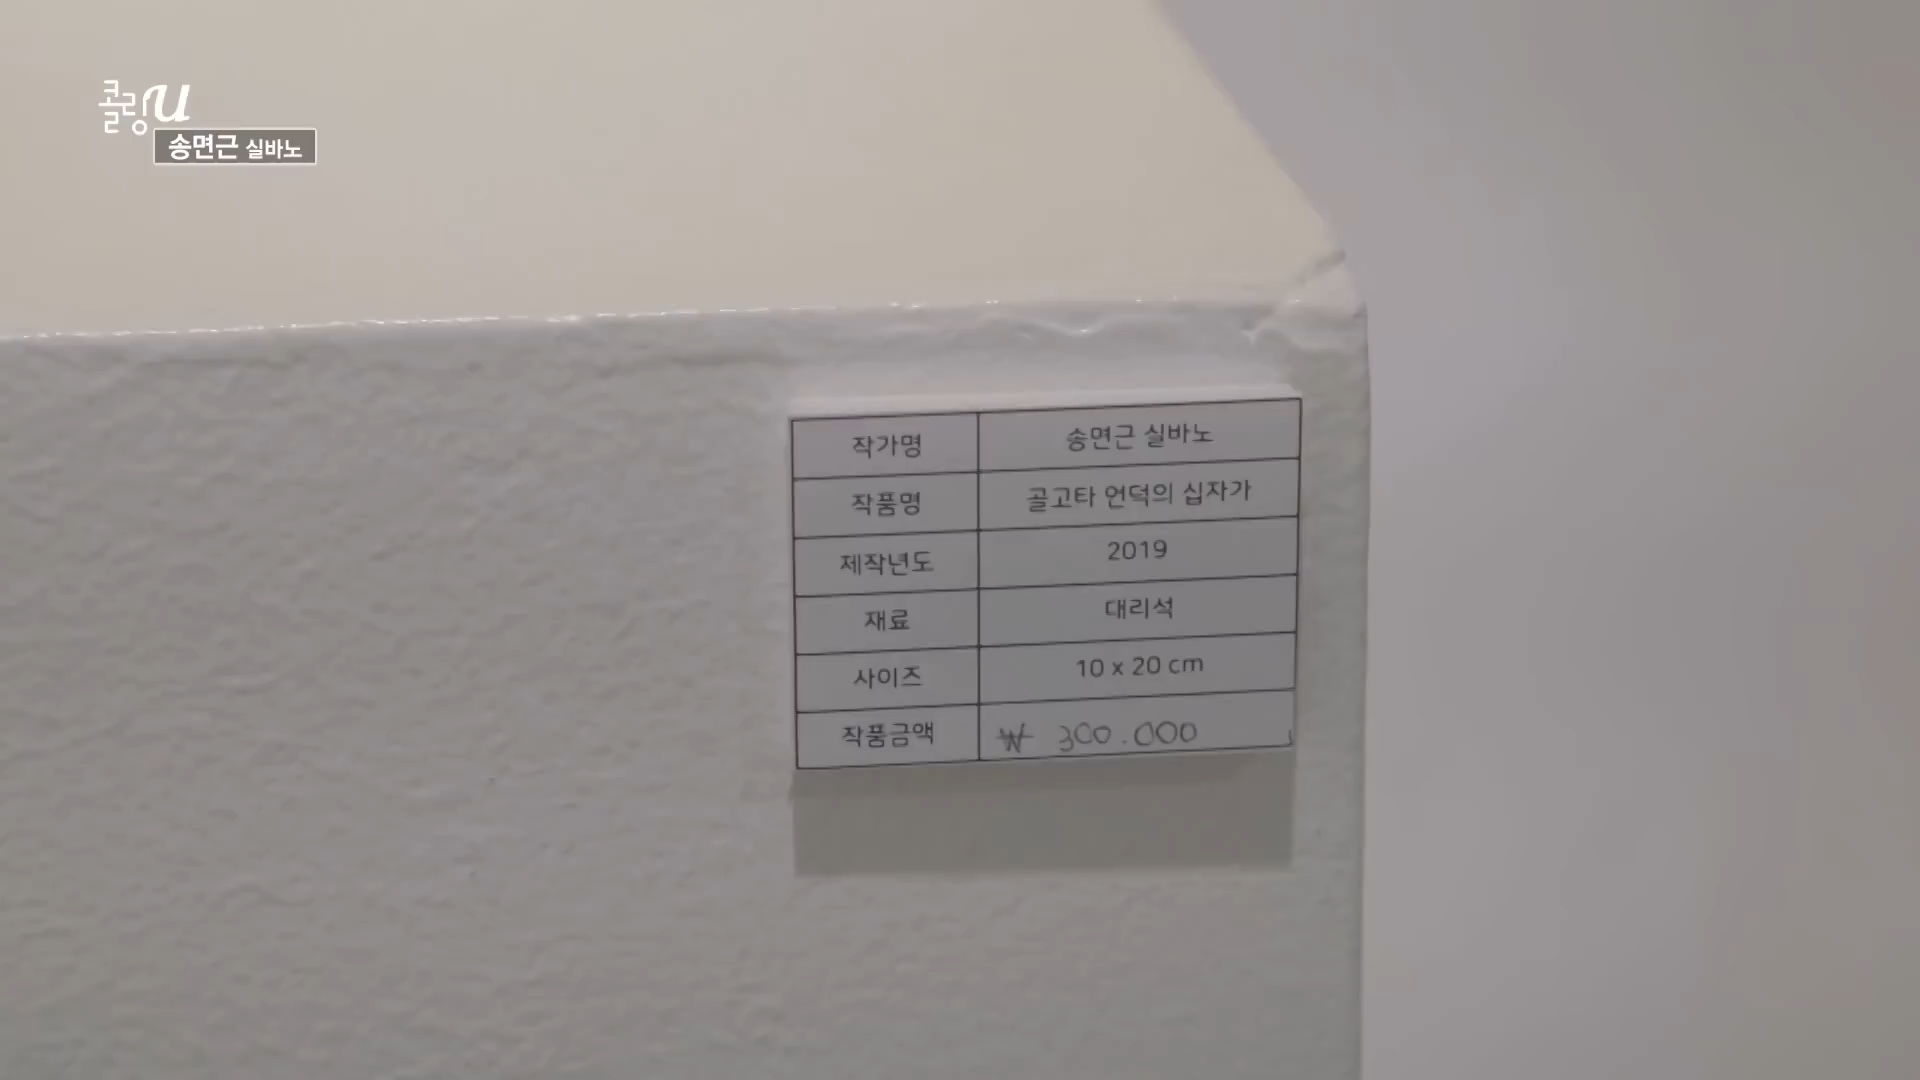 콜링U
송면근 실바노
작가명 송면근 실바노
작품명 골고타 언덕의 십자가
제작년도 2019
재료 대리석
사이즈 10 x 20 cm
작품금액 ₩ 300.000